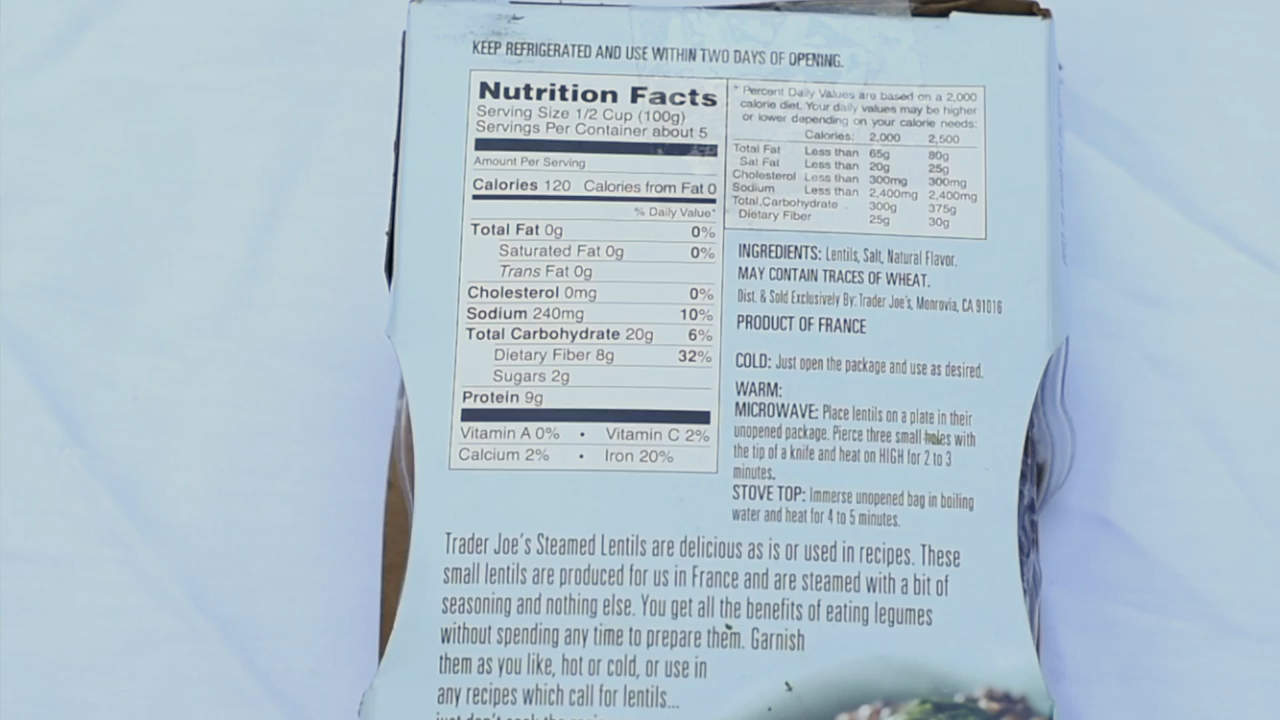 KEEP REFRIGERATED AND USE WITHIN TWO DAYS OF OPENING.
Nutrition Facts
Serving Size 1/2 Cup (100g)
Servings Per Container about 5
Amount Per Serving
Calories 120 Calories from Fat 0
% Daily Value*
Total Fat 0g 0%
Saturated Fat 0g 0%
Trans Fat 0g
Cholesterol 0mg 0%
Sodium 240mg 10%
Total Carbohydrate 20g 6%
Dietary Fiber 8g 32%
Sugars 2g
Protein 9g
Vitamin A 0% • Vitamin C 2%
Calcium 2% • Iron 20%
* Percent Daily Values are based on a 2,000
calorie diet. Your daily values may be higher
or lower depending on your calorie needs:
Calories: 2,000 2,500
Total Fat Less than 65g 80g
Sat Fat Less than 20g 25g
Cholesterol Less than 300mg 300mg
Sodium Less than 2,400mg 2,400mg
Total Carbohydrate 300g 375g
Dietary Fiber 25g 30g
INGREDIENTS: Lentils, Salt, Natural Flavor.
MAY CONTAIN TRACES OF WHEAT.
Dist. & Sold Exclusively By: Trader Joe's, Monrovia, CA 91016
PRODUCT OF FRANCE
COLD: Just open the package and use as desired.
WARM:
MICROWAVE: Place lentils on a plate in their
unopened package. Pierce three small holes with
the tip of a knife and heat on HIGH for 2 to 3
minutes.
STOVE TOP: Immerse unopened bag in boiling
water and heat for 4 to 5 minutes.
Trader Joe's Steamed Lentils are delicious as is or used in recipes. These
small lentils are produced for us in France and are steamed with a bit of
seasoning and nothing else. You get all the benefits of eating legumes
without spending any time to prepare them. Garnish
them as you like, hot or cold, or use in
any recipes which call for lentils...
just don't